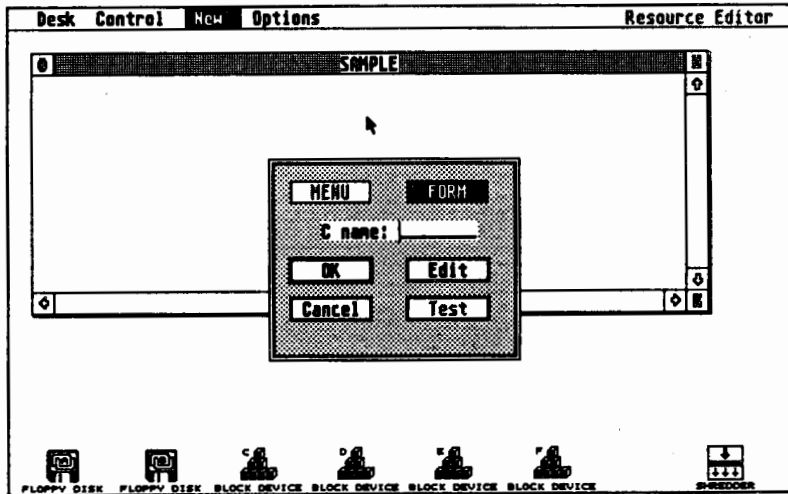 Desk Control New Options Resource Editor
SAMPLE
MENU FORM
C name:
OK Edit
Cancel Test
C D E F
FLOPPY DISK FLOPPY DISK BLOCK DEVICE BLOCK DEVICE BLOCK DEVICE BLOCK DEVICE SHREDDER